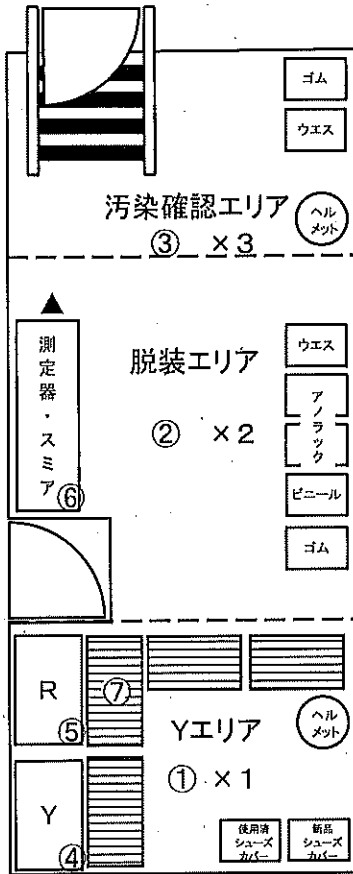 ゴム
ウエス
汚染確認エリア
ヘル
メット
③ ×3
測定器・スミア
⑥
脱装エリア
② ×2
ウエス
アノラック
ビニール
ゴム
R
⑤
⑦
Yエリア
ヘル
メット
① ×1
Y
④
使用済
シューズ
カバー
新品
シューズ
カバー